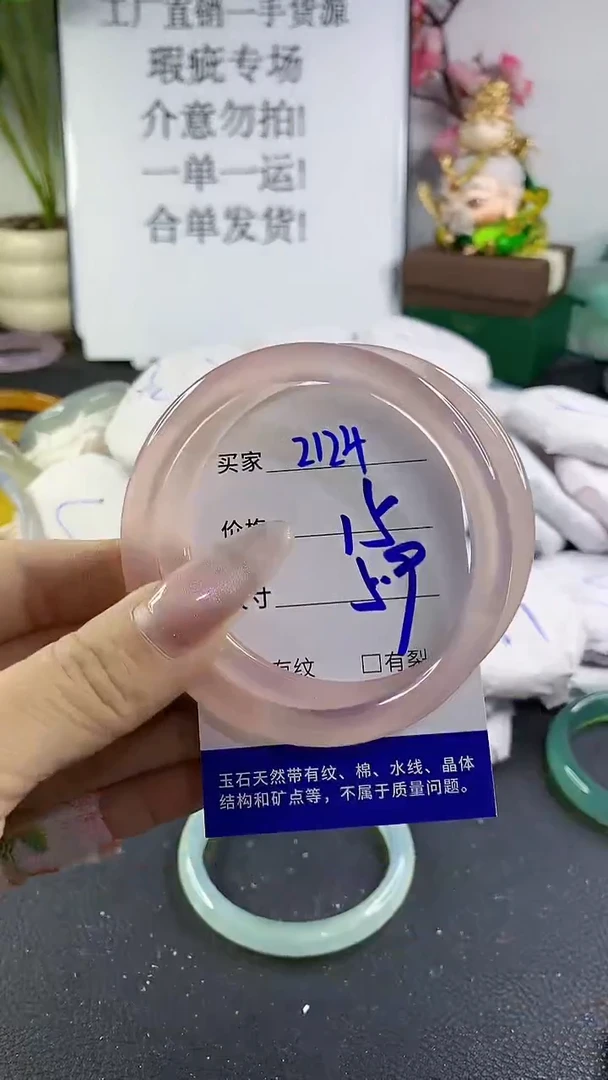 工厂直销一手货源
瑕疵专场
介意勿拍!
一单一运!
合单发货!
买家 2124
价格 15
寸 59
有纹 □有裂
玉石天然带有纹、棉、水线、晶体
结构和矿点等，不属于质量问题。